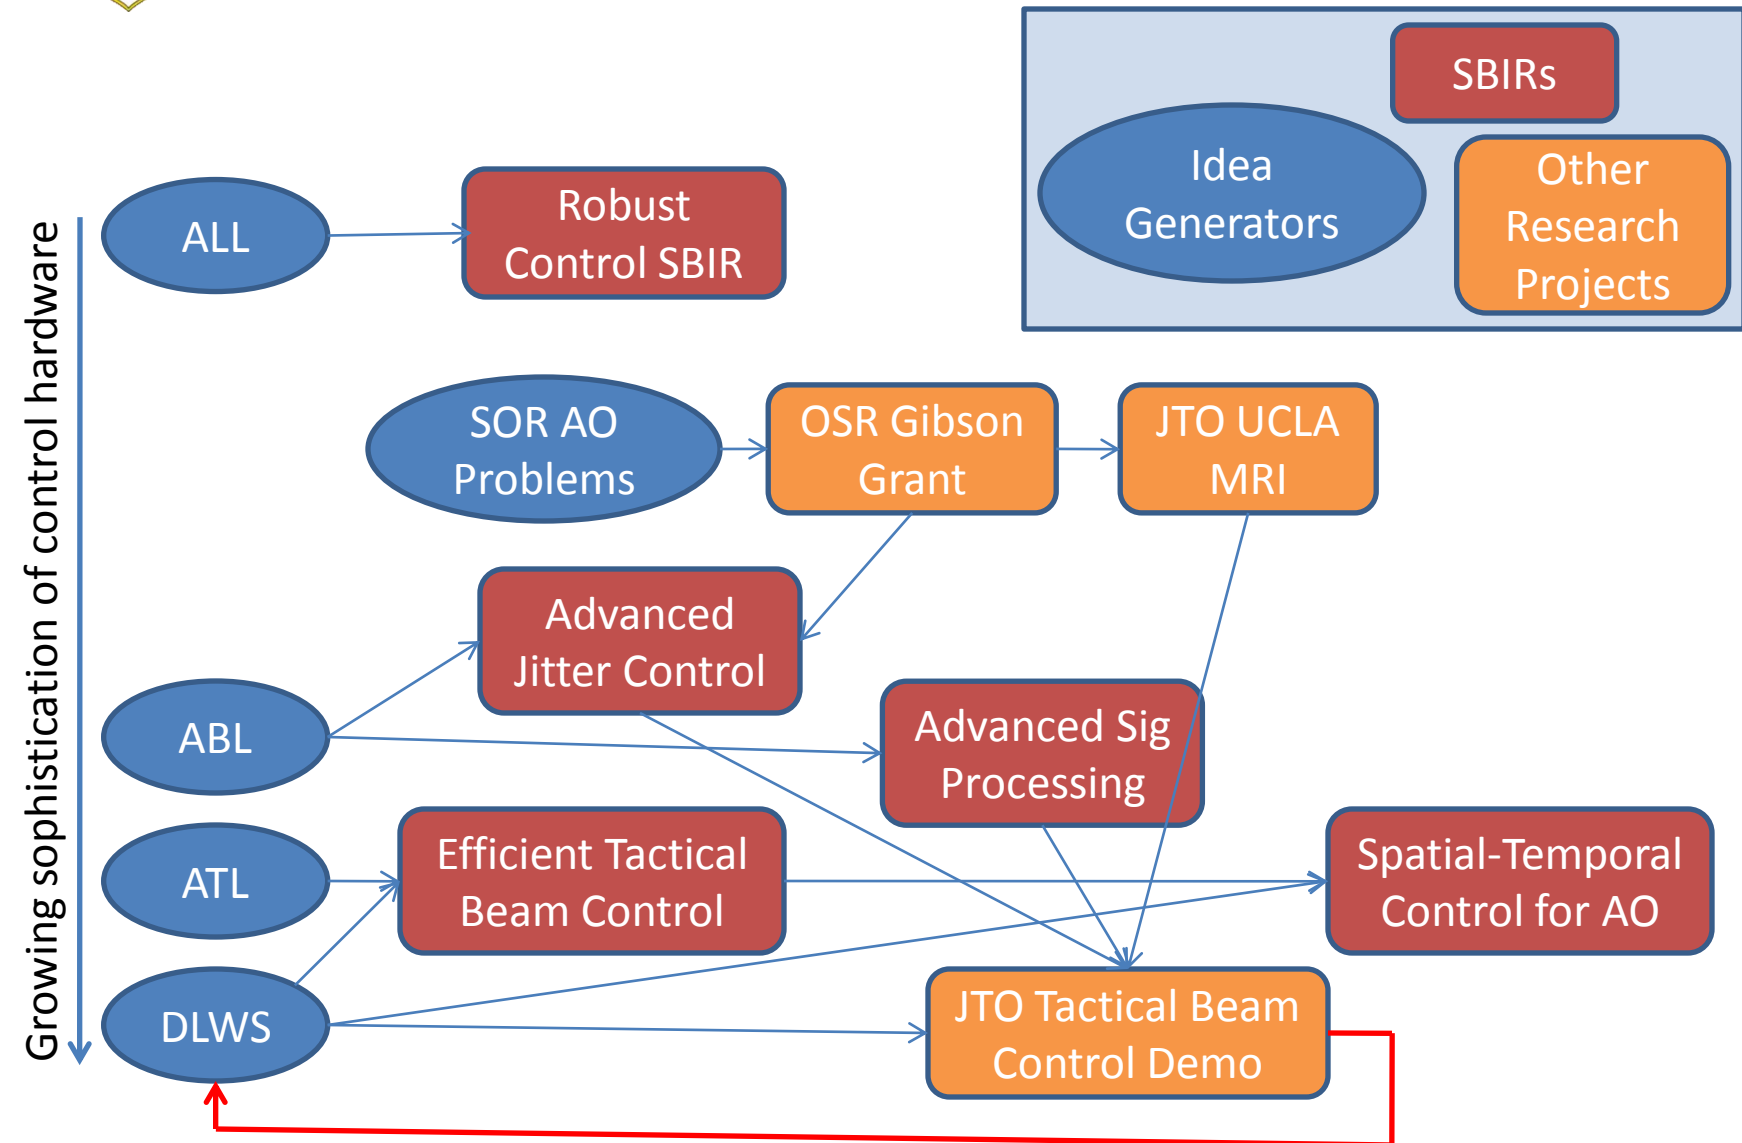 SBIRs
Idea
Generators
Other
Research
Projects
Growing sophistication of control hardware
ALL
Robust
Control SBIR
SOR AO
Problems
OSR Gibson
Grant
JTO UCLA
MRI
Advanced
Jitter Control
ABL
Advanced Sig
Processing
ATL
Efficient Tactical
Beam Control
Spatial-Temporal
Control for AO
DLWS
JTO Tactical Beam
Control Demo